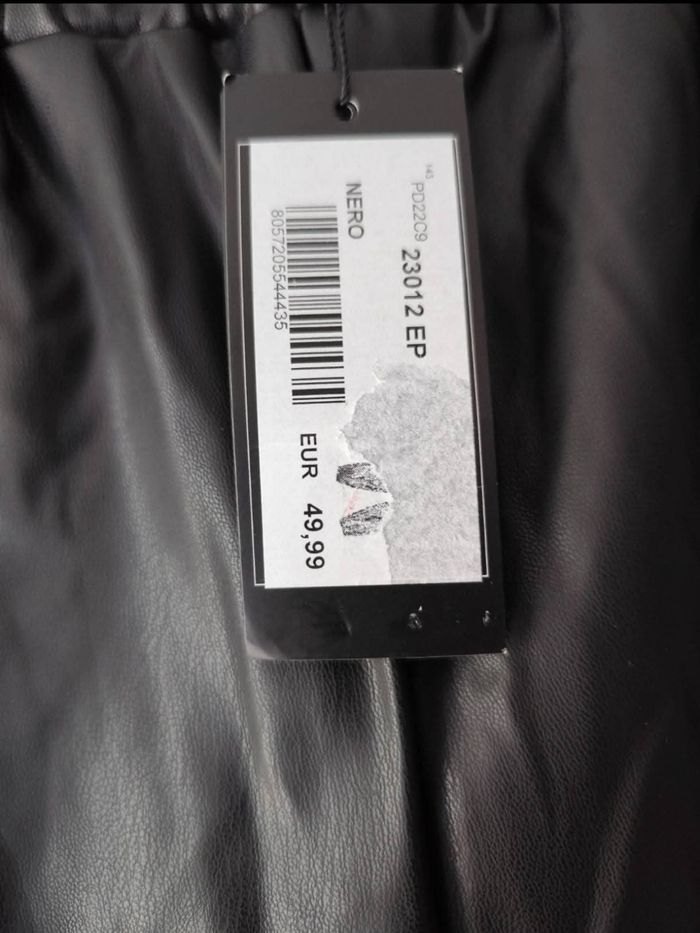 143
PD22C9 23012 EP
NERO
8057205544435
EUR 49,99